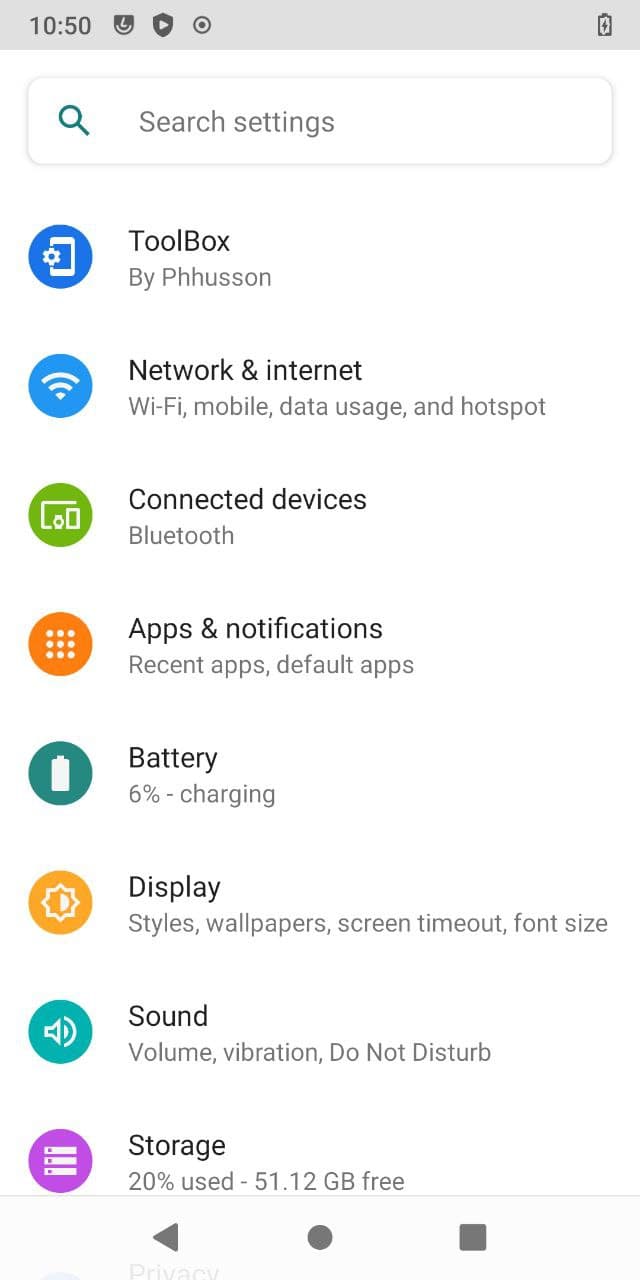 10:50
Search settings
ToolBox
By Phhusson
Network & internet
Wi-Fi, mobile, data usage, and hotspot
Connected devices
Bluetooth
Apps & notifications
Recent apps, default apps
Battery
6% - charging
Display
Styles, wallpapers, screen timeout, font size
Sound
Volume, vibration, Do Not Disturb
Storage
20% used - 51.12 GB free
Privacy